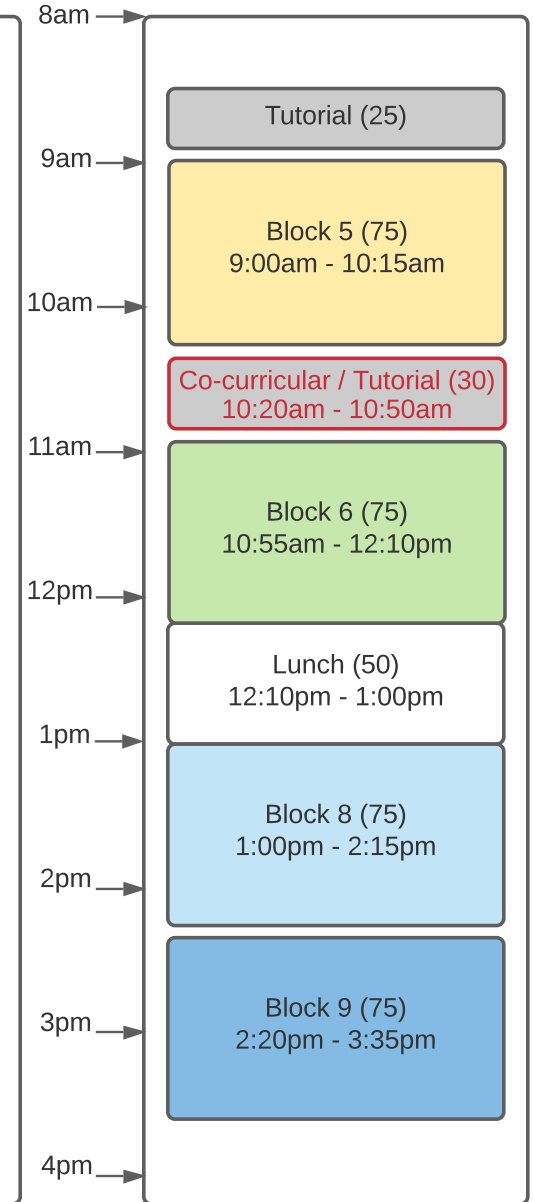 8am
Tutorial (25)
9am
Block 5 (75)
9:00am - 10:15am
10am
Co-curricular / Tutorial (30)
10:20am - 10:50am
11am
Block 6 (75)
10:55am - 12:10pm
12pm
Lunch (50)
12:10pm - 1:00pm
1pm
Block 8 (75)
1:00pm - 2:15pm
2pm
Block 9 (75)
3pm
2:20pm - 3:35pm
4pm